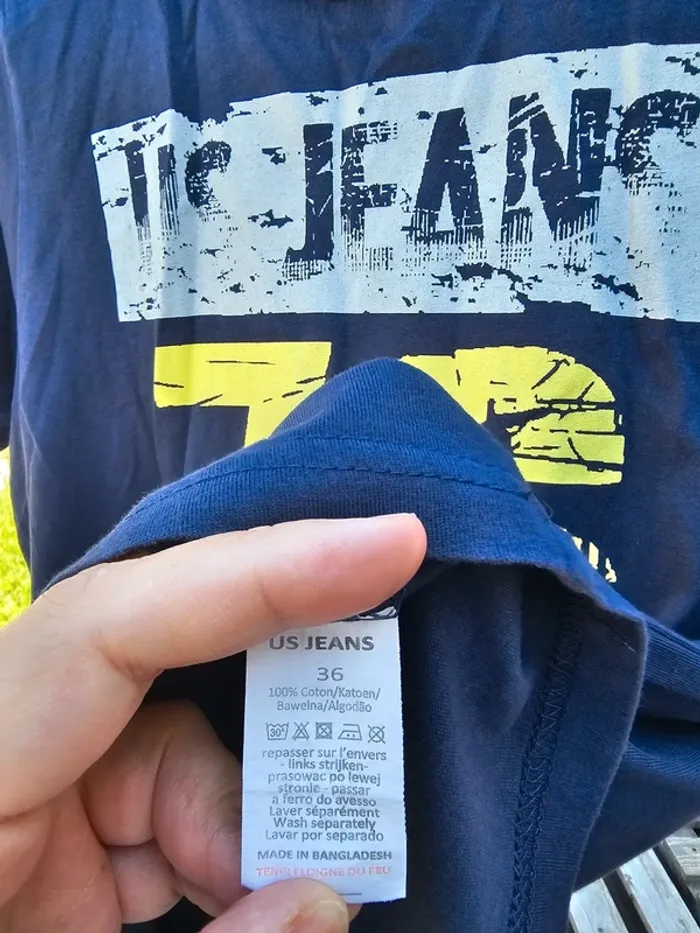 US JEANS
US JEANS
36
100% Coton/Katoen/
Bawełna/Algodão
30°
repasser sur l'envers
- links strijken-
prasowac po lewej
stronie - passar
a ferro do avesso
Laver séparément
Wash separately
Lavar por separado
MADE IN BANGLADESH
TENIR ELOIGNE DU FEU